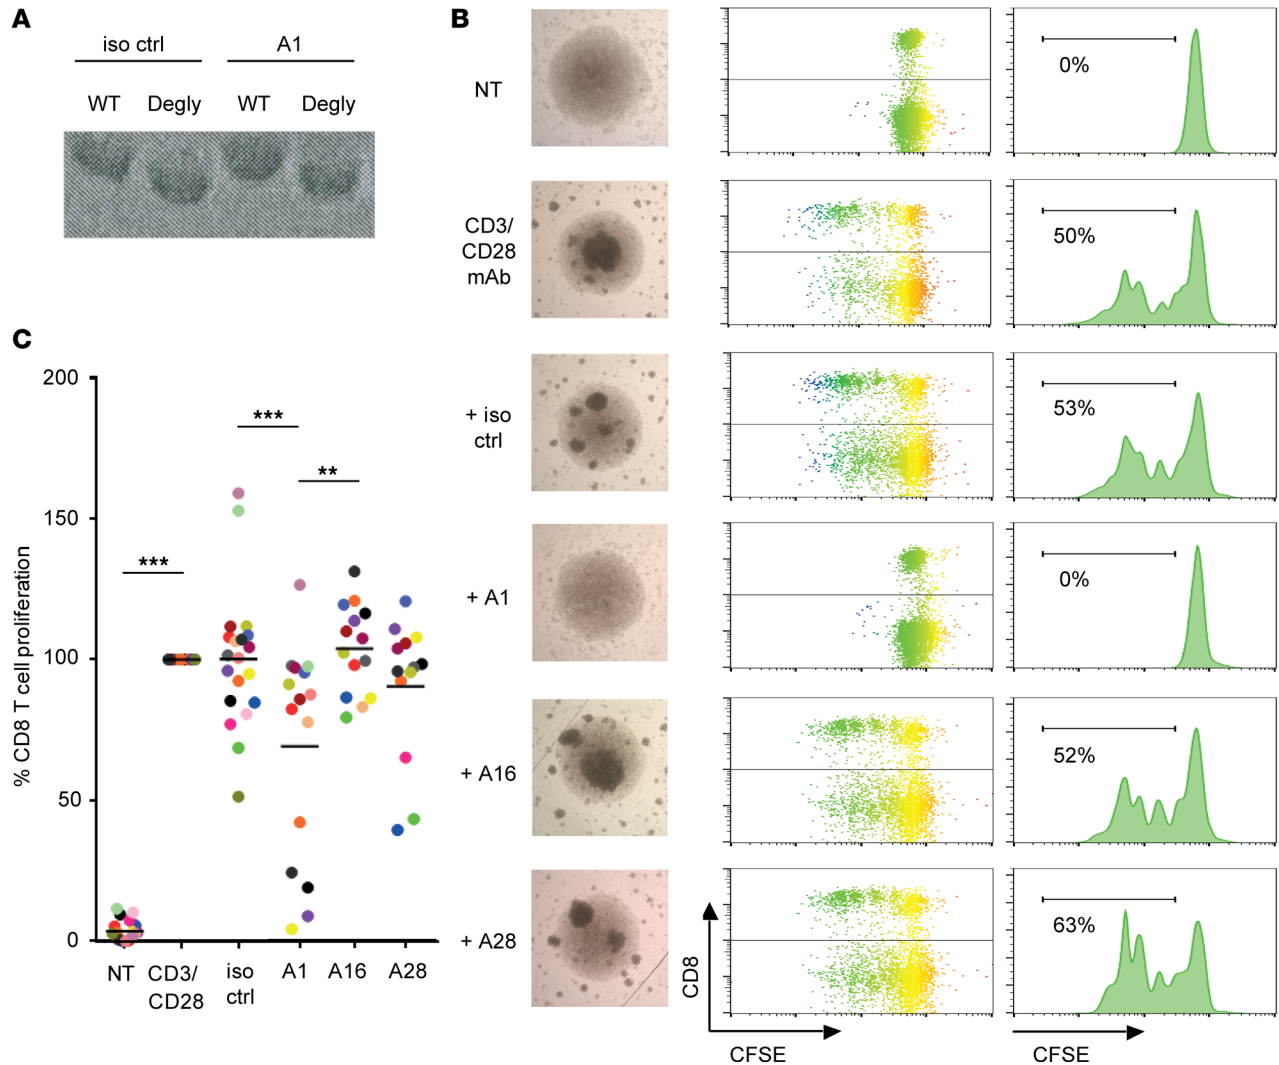 A
iso ctrl
A1
WT
Degly
WT
Degly
B
NT
0%
CD3/
CD28
mAb
50%
+ iso
ctrl
53%
+ A1
0%
+ A16
52%
+ A28
63%
CD8
CFSE
CFSE
C
% CD8 T cell proliferation
200
150
100
50
0
***
***
**
NT
CD3/
CD28
iso
ctrl
A1
A16
A28